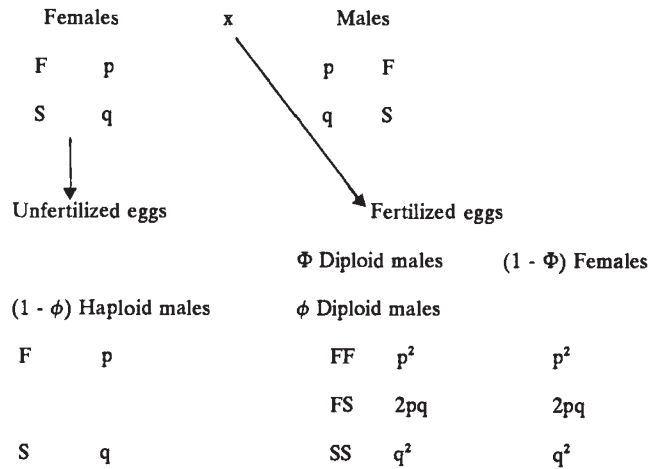 Females x Males
F p p F
S q q S
Unfertilized eggs Fertilized eggs
Φ Diploid males (1 - Φ) Females
(1 - ϕ) Haploid males ϕ Diploid males
F p FF p² p²
FS 2pq 2pq
S q SS q² q²